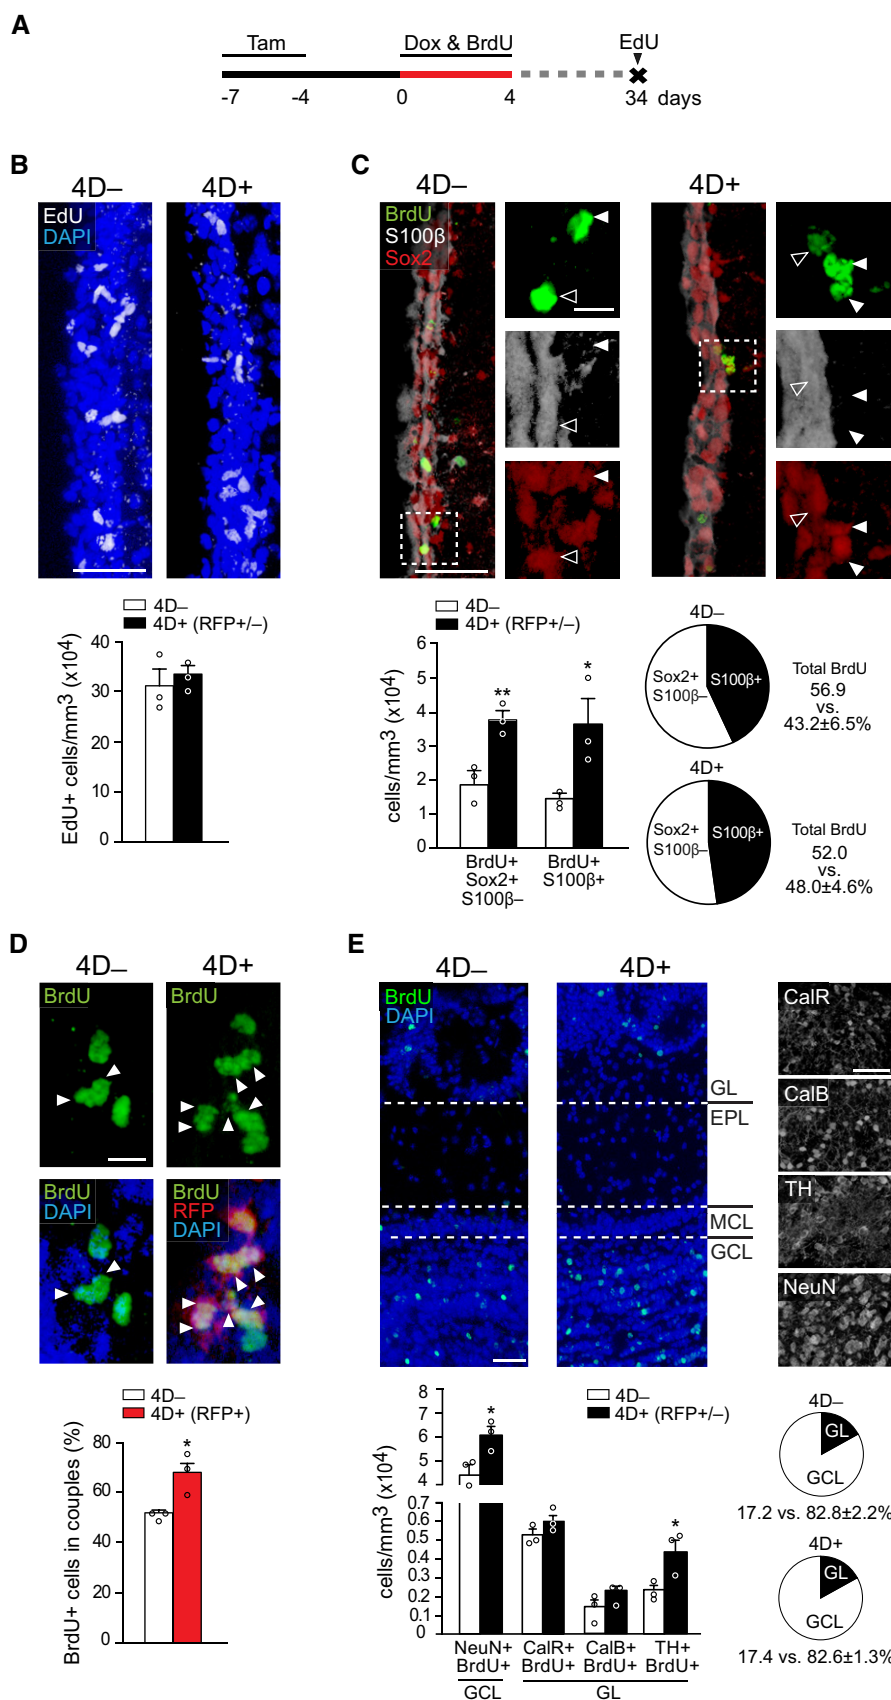 A
Tam
Dox & BrdU
EdU
-7
-4
0
4
34 days
B
4D–
4D+
EdU
DAPI
4D–
4D+ (RFP+/–)
EdU+ cells/mm3 (x104)
40
30
20
10
0
C
4D–
4D+
BrdU
S100β
Sox2
4D–
4D+ (RFP+/–)
cells/mm3 (x104)
6
5
4
3
2
1
0
**
*
BrdU+
Sox2+
S100β–
BrdU+
S100β+
4D–
Sox2+
S100β–
S100β+
Total BrdU
56.9
vs.
43.2±6.5%
4D+
Sox2+
S100β–
S100β+
Total BrdU
52.0
vs.
48.0±4.6%
D
4D–
4D+
BrdU
BrdU
BrdU
DAPI
BrdU
RFP
DAPI
4D–
4D+ (RFP+)
BrdU+ cells in couples (%)
80
60
40
20
0
*
E
4D–
4D+
BrdU
DAPI
GL
EPL
MCL
GCL
CalR
CalB
TH
NeuN
4D–
4D+ (RFP+/–)
cells/mm3 (x104)
8
7
6
5
4
0.7
0.6
0.5
0.4
0.3
0.2
0.1
0
*
*
NeuN+
BrdU+
CalR+
BrdU+
CalB+
BrdU+
TH+
BrdU+
GCL
GL
4D–
GL
GCL
17.2 vs. 82.8±2.2%
4D+
GL
GCL
17.4 vs. 82.6±1.3%